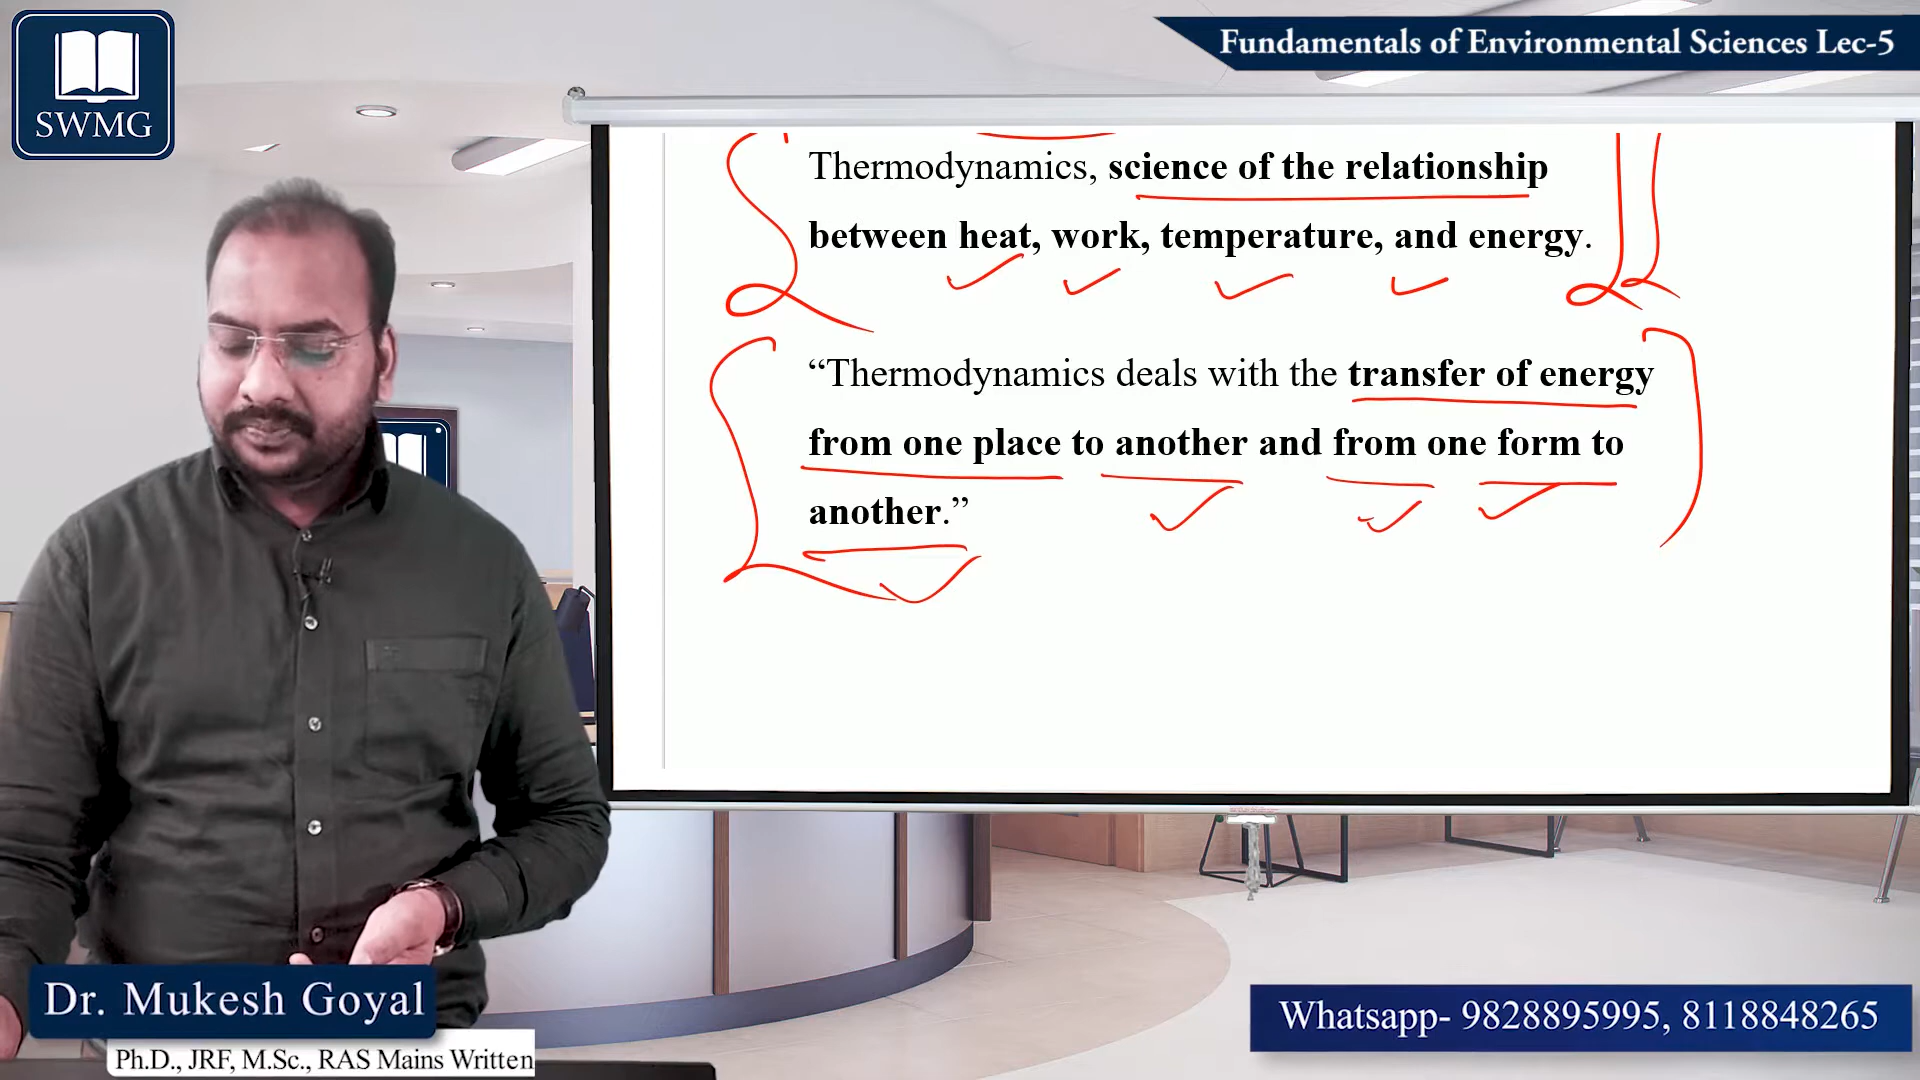 SWMG
Fundamentals of Environmental Sciences Lec-5
Thermodynamics, science of the relationship
between heat, work, temperature, and energy.
“Thermodynamics deals with the transfer of energy
from one place to another and from one form to
another.”
Dr. Mukesh Goyal
Ph.D., JRF, M.Sc., RAS Mains Written
Whatsapp- 9828895995, 8118848265